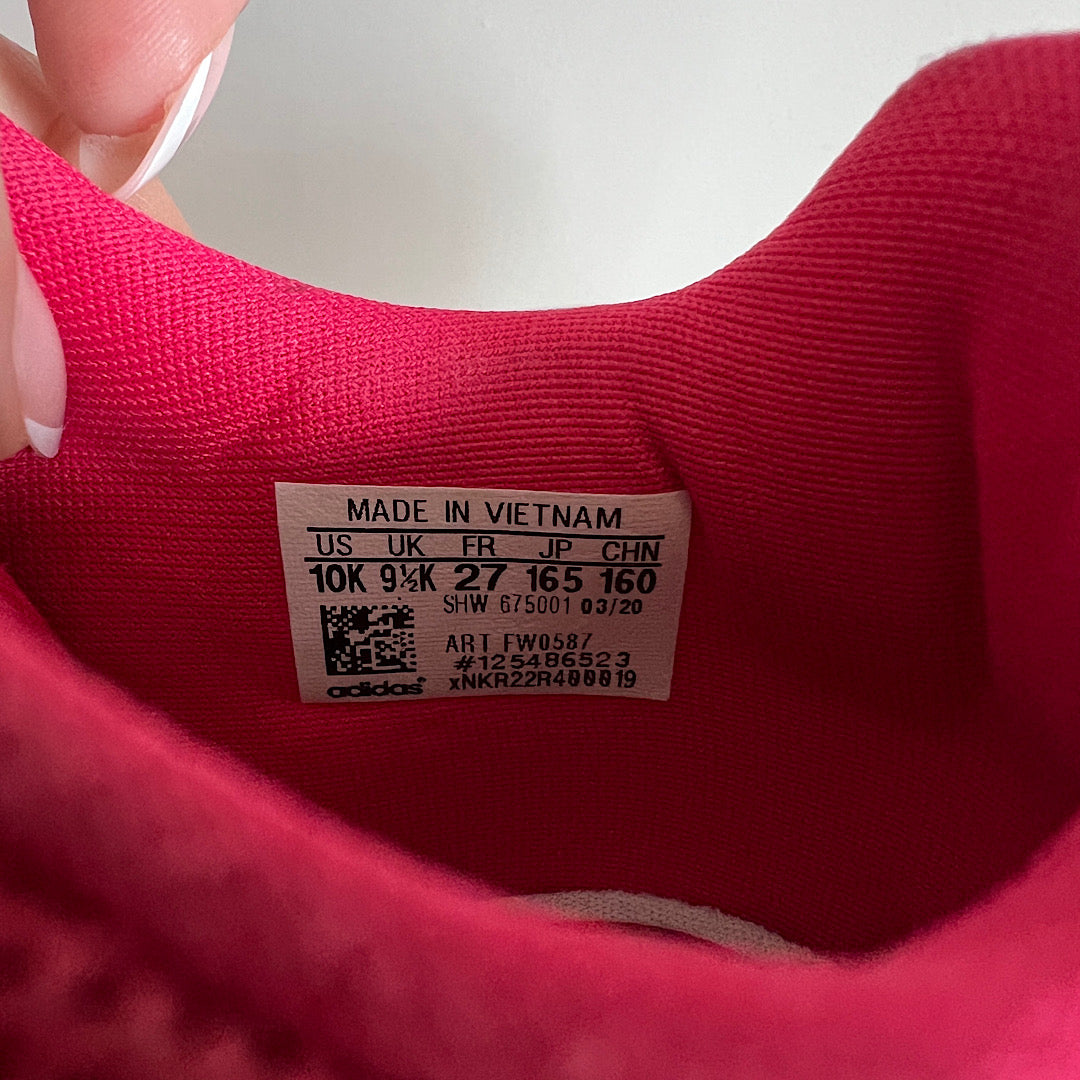 MADE IN VIETNAM
US UK FR JP CHN
10K 9½K 27 165 160
SHW 675001 03/20
ART FW0587
#125486523
adidas xNKR22R400019